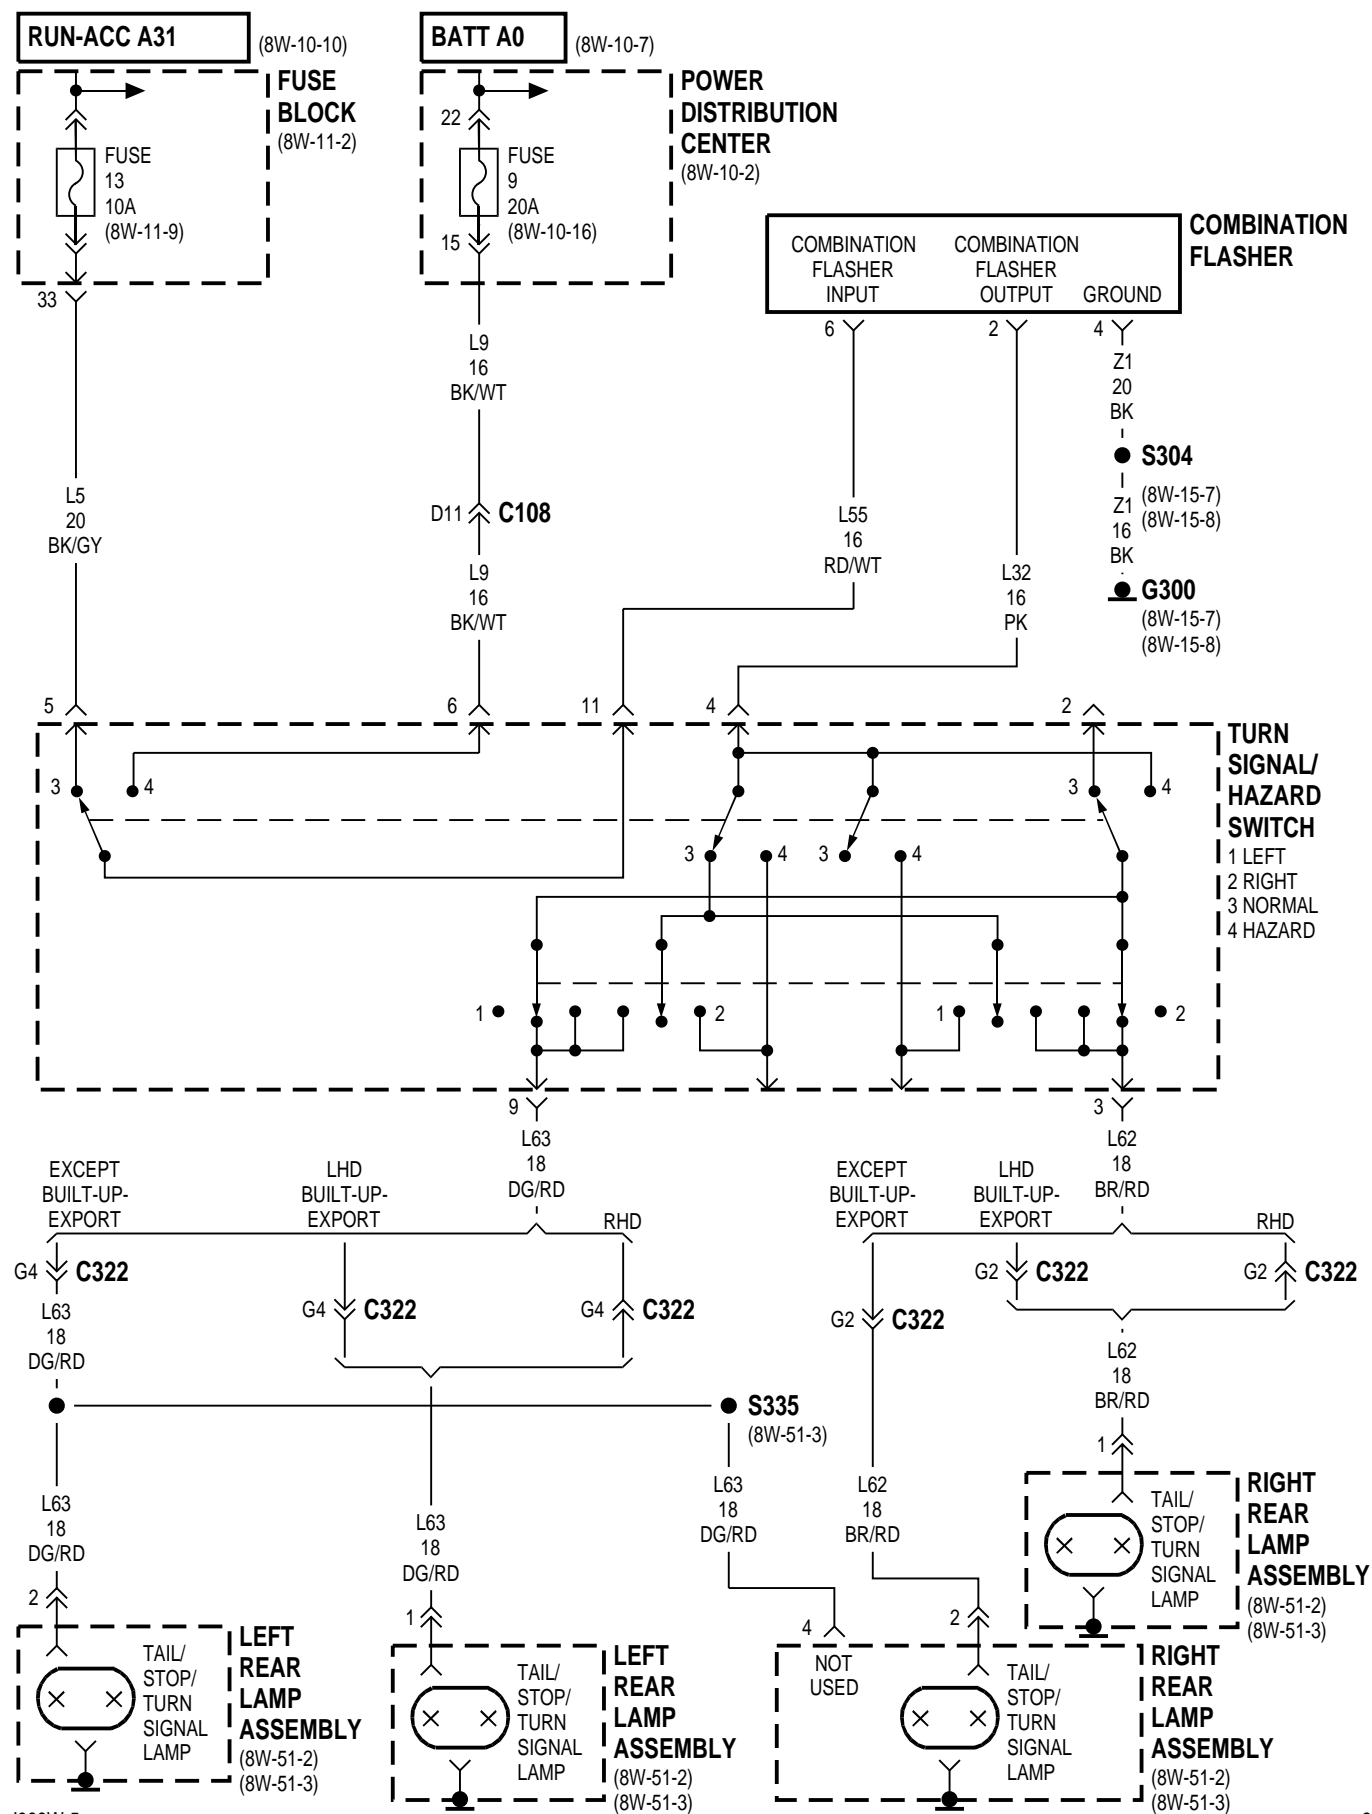 RUN-ACC A31
(8W-10-10)
BATT A0
(8W-10-7)
FUSE
BLOCK
(8W-11-2)
FUSE
13
10A
(8W-11-9)
33
POWER
DISTRIBUTION
CENTER
(8W-10-2)
22
FUSE
9
20A
(8W-10-16)
15
COMBINATION
FLASHER
COMBINATION
FLASHER
INPUT
COMBINATION
FLASHER
OUTPUT
GROUND
6
2
4
L9
16
BK/WT
Z1
20
BK
S304
(8W-15-7)
(8W-15-8)
Z1
16
BK
G300
(8W-15-7)
(8W-15-8)
L5
20
BK/GY
D11
C108
L9
16
BK/WT
L55
16
RD/WT
L32
16
PK
5
6
11
4
2
TURN
SIGNAL/
HAZARD
SWITCH
1 LEFT
2 RIGHT
3 NORMAL
4 HAZARD
3
4
3
4
3
4
3
4
1
2
1
2
9
3
L63
18
DG/RD
L62
18
BR/RD
EXCEPT
BUILT-UP-
EXPORT
LHD
BUILT-UP-
EXPORT
RHD
EXCEPT
BUILT-UP-
EXPORT
LHD
BUILT-UP-
EXPORT
RHD
G4
C322
G4
C322
G4
C322
G2
C322
G2
C322
G2
C322
L63
18
DG/RD
L62
18
BR/RD
S335
(8W-51-3)
1
L63
18
DG/RD
L63
18
DG/RD
L63
18
DG/RD
L62
18
BR/RD
TAIL/
STOP/
TURN
SIGNAL
LAMP
RIGHT
REAR
LAMP
ASSEMBLY
(8W-51-2)
(8W-51-3)
2
1
4
2
TAIL/
STOP/
TURN
SIGNAL
LAMP
LEFT
REAR
LAMP
ASSEMBLY
(8W-51-2)
(8W-51-3)
TAIL/
STOP/
TURN
SIGNAL
LAMP
LEFT
REAR
LAMP
ASSEMBLY
(8W-51-2)
(8W-51-3)
NOT
USED
TAIL/
STOP/
TURN
SIGNAL
LAMP
RIGHT
REAR
LAMP
ASSEMBLY
(8W-51-2)
(8W-51-3)